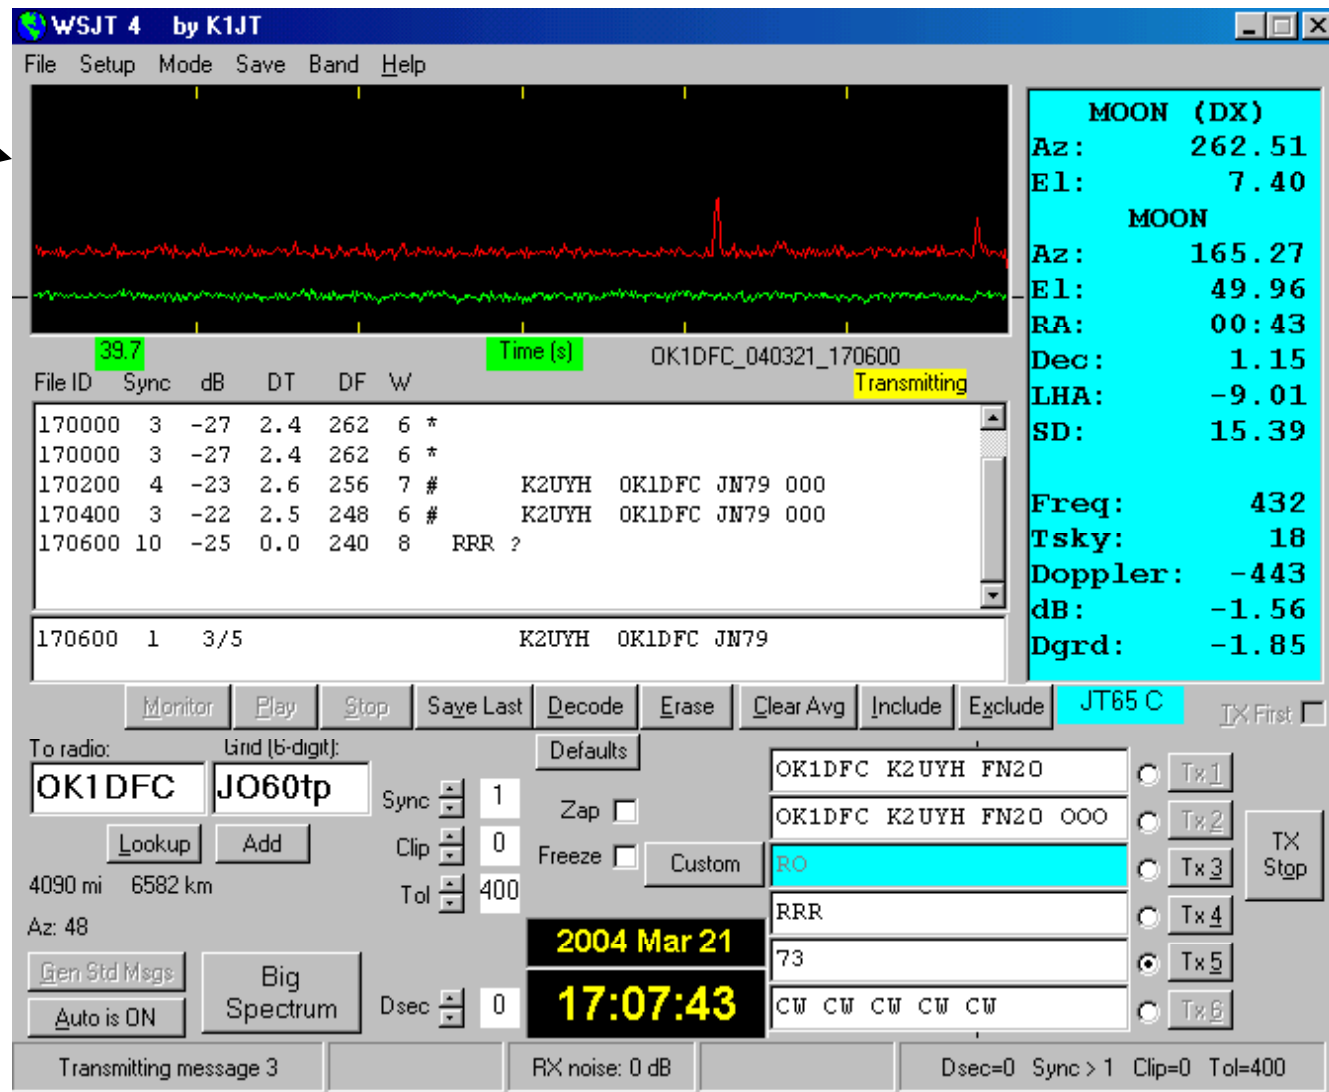 WSJT 4 by K1JT
File Setup Mode Save Band Help
MOON (DX)
Az: 262.51
El: 7.40
MOON
Az: 165.27
El: 49.96
RA: 00:43
Dec: 1.15
LHA: -9.01
SD: 15.39
Freq: 432
Tsky: 18
Doppler: -443
dB: -1.56
Dgrd: -1.85
39.7 Time (s) OK1DFC_040321_170600
File ID Sync dB DT DF W Transmitting
170000 3 -27 2.4 262 6 *
170000 3 -27 2.4 262 6 *
170200 4 -23 2.6 256 7 # K2UYH OK1DFC JN79 OOO
170400 3 -22 2.5 248 6 # K2UYH OK1DFC JN79 OOO
170600 10 -25 0.0 240 8 RRR ?
170600 1 3/5 K2UYH OK1DFC JN79
Monitor Play Stop Save Last Decode Erase Clear Avg Include Exclude JT65 C TX First
To radio: Grid (6-digit):
OK1DFC JO60tp
Lookup Add
4090 mi 6582 km
Az: 48
Gen Std Msgs
Auto is ON
Big
Spectrum
Sync 1
Clip 0
Tol 400
Dsec 0
Defaults
Zap
Freeze
Custom
2004 Mar 21
17:07:43
OK1DFC K2UYH FN20 Tx 1
OK1DFC K2UYH FN20 OOO Tx 2
RO Tx 3
RRR Tx 4
73 Tx 5
CW CW CW CW CW Tx 6
TX
Stop
Transmitting message 3 RX noise: 0 dB Dsec=0 Sync > 1 Clip=0 Tol=400